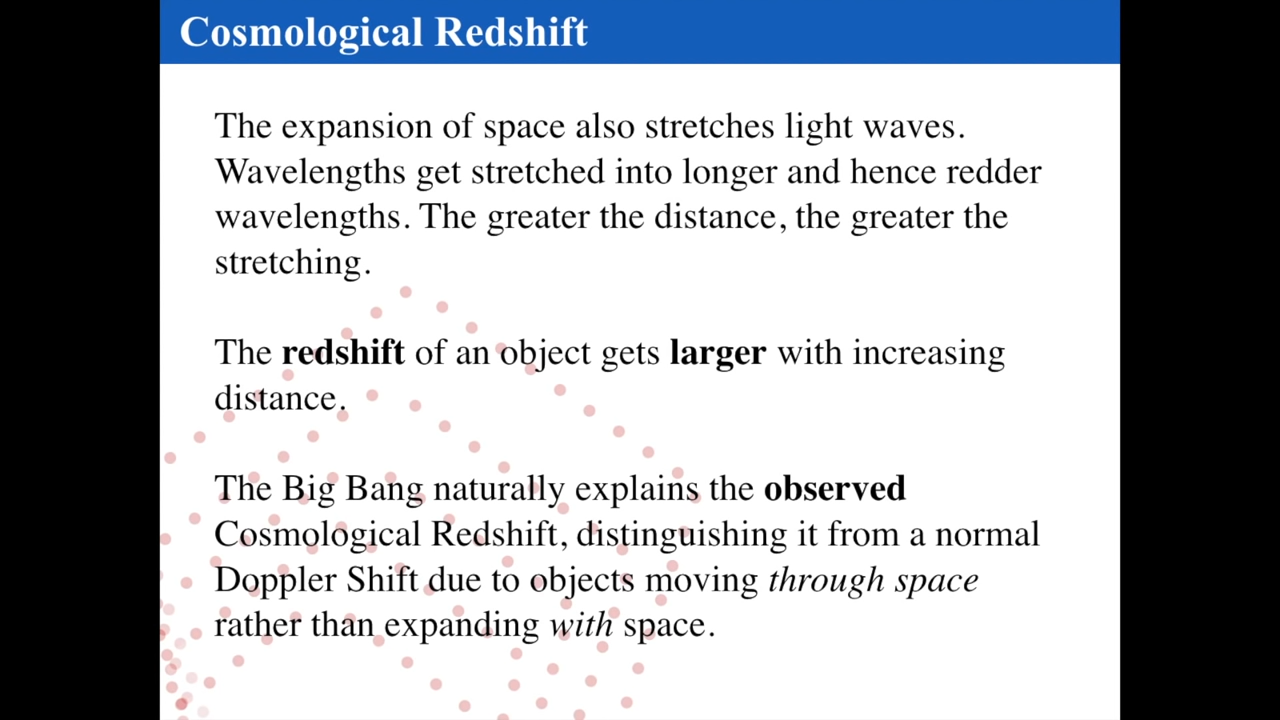 Cosmological Redshift
The expansion of space also stretches light waves.
Wavelengths get stretched into longer and hence redder
wavelengths. The greater the distance, the greater the
stretching.
The redshift of an object gets larger with increasing
distance.
The Big Bang naturally explains the observed
Cosmological Redshift, distinguishing it from a normal
Doppler Shift due to objects moving through space
rather than expanding with space.